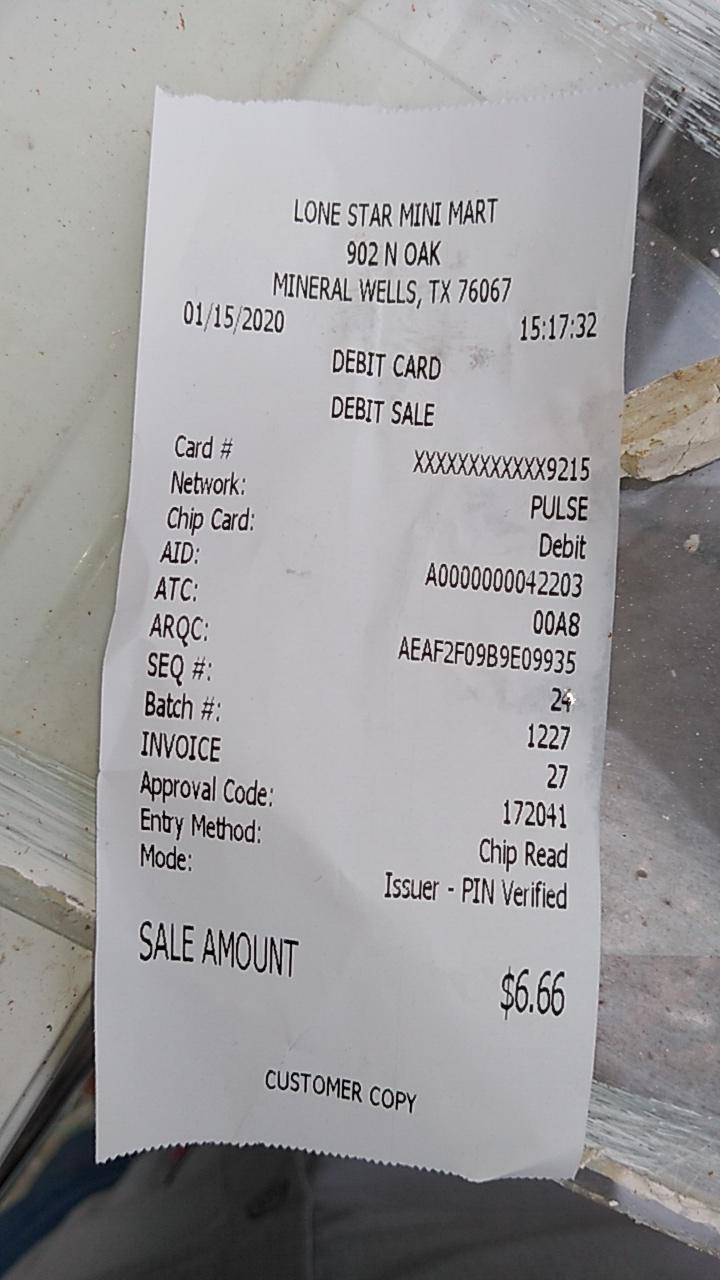 LONE STAR MINI MART
902 N OAK
MINERAL WELLS, TX 76067
01/15/2020 15:17:32
DEBIT CARD
DEBIT SALE
Card # XXXXXXXXXXXX9215
Network: PULSE
Chip Card: Debit
AID: A0000000042203
ATC: 00A8
ARQC: AEAF2F09B9E09935
SEQ #: 24
Batch #: 1227
INVOICE 27
Approval Code: 172041
Entry Method: Chip Read
Mode: Issuer - PIN Verified
SALE AMOUNT $6.66
CUSTOMER COPY